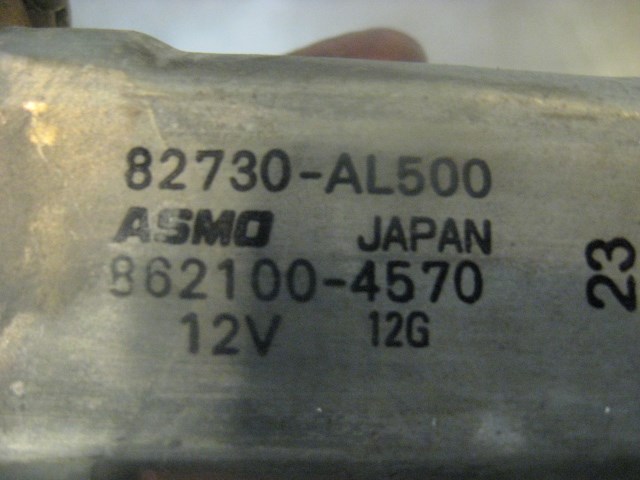 82730-AL500
ASMO JAPAN
862100-4570
12V 12G
23